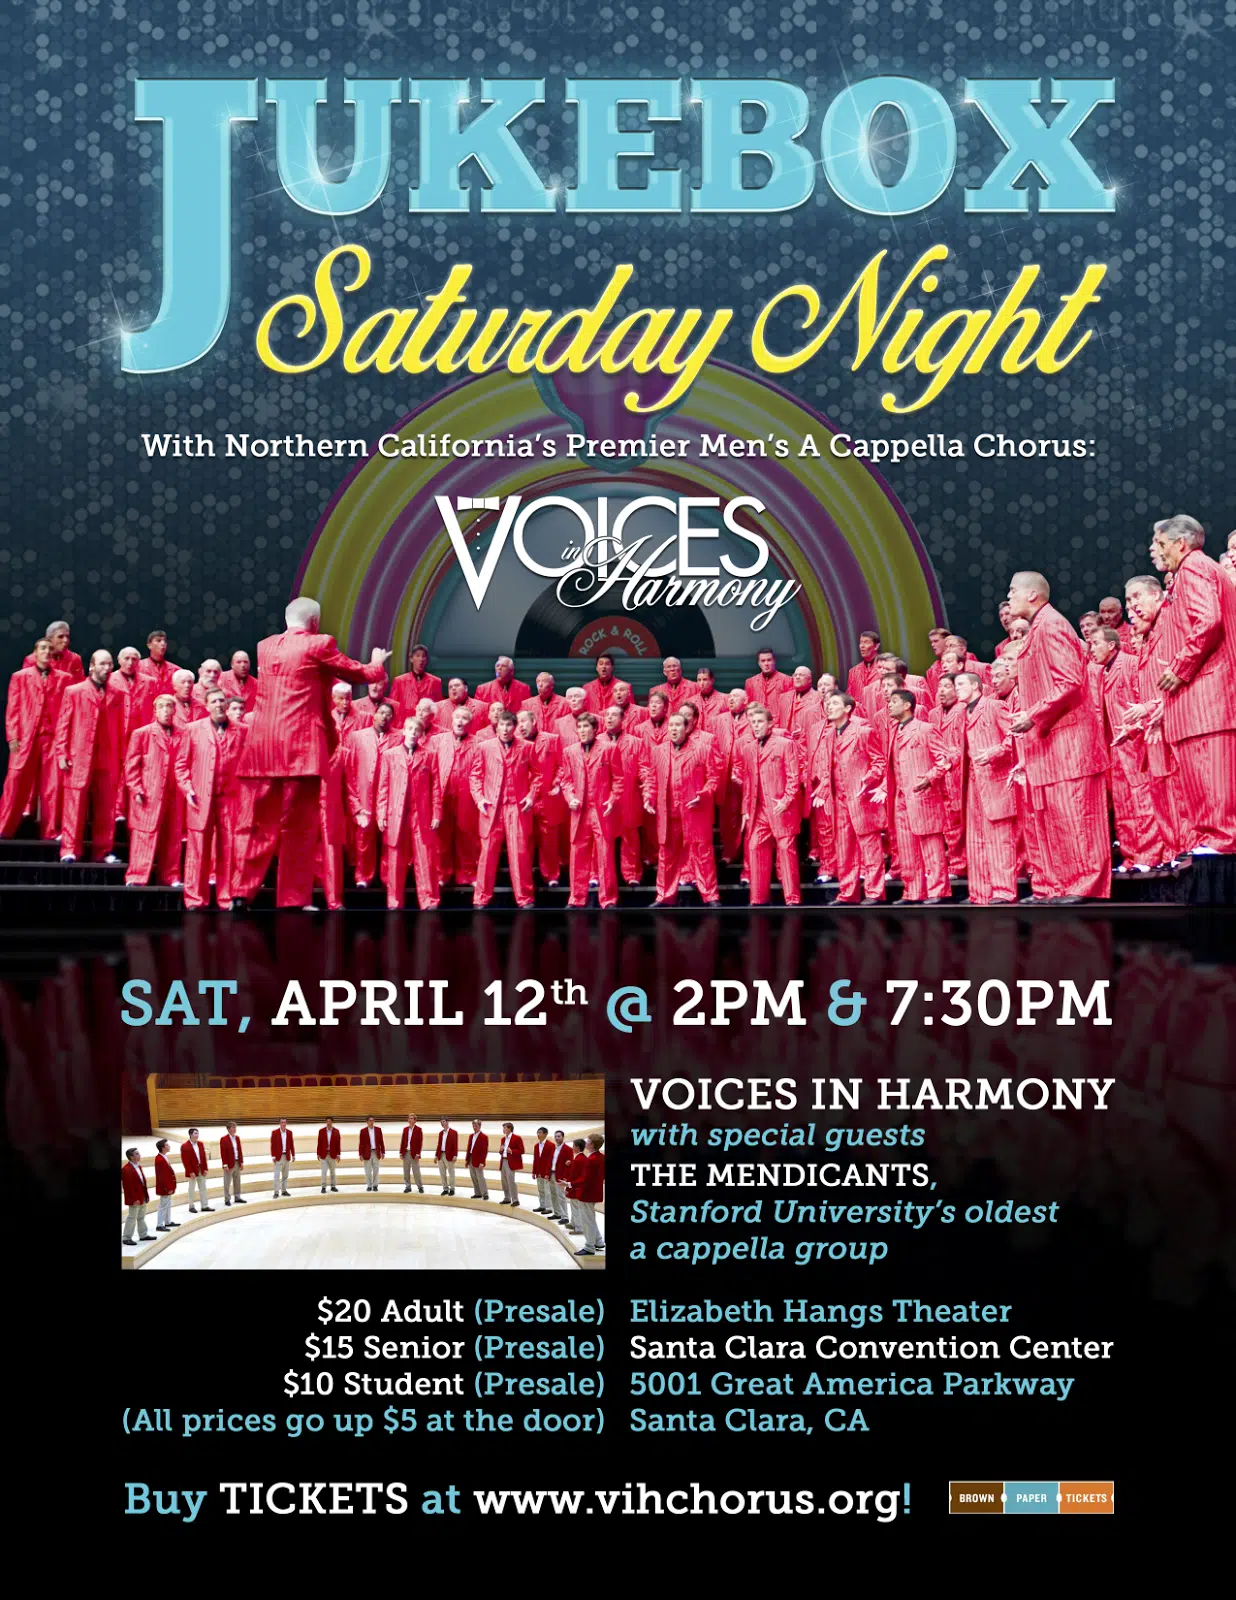 JUKEBOX
Saturday Night
With Northern California's Premier Men's A Cappella Chorus:
VOICES
in Harmony
ROCK & ROLL
SAT, APRIL 12th @ 2PM & 7:30PM
VOICES IN HARMONY
with special guests
THE MENDICANTS,
Stanford University's oldest
a cappella group
$20 Adult (Presale)
$15 Senior (Presale)
$10 Student (Presale)
(All prices go up $5 at the door)
Elizabeth Hangs Theater
Santa Clara Convention Center
5001 Great America Parkway
Santa Clara, CA
Buy TICKETS at www.vihchorus.org!
BROWN PAPER TICKETS